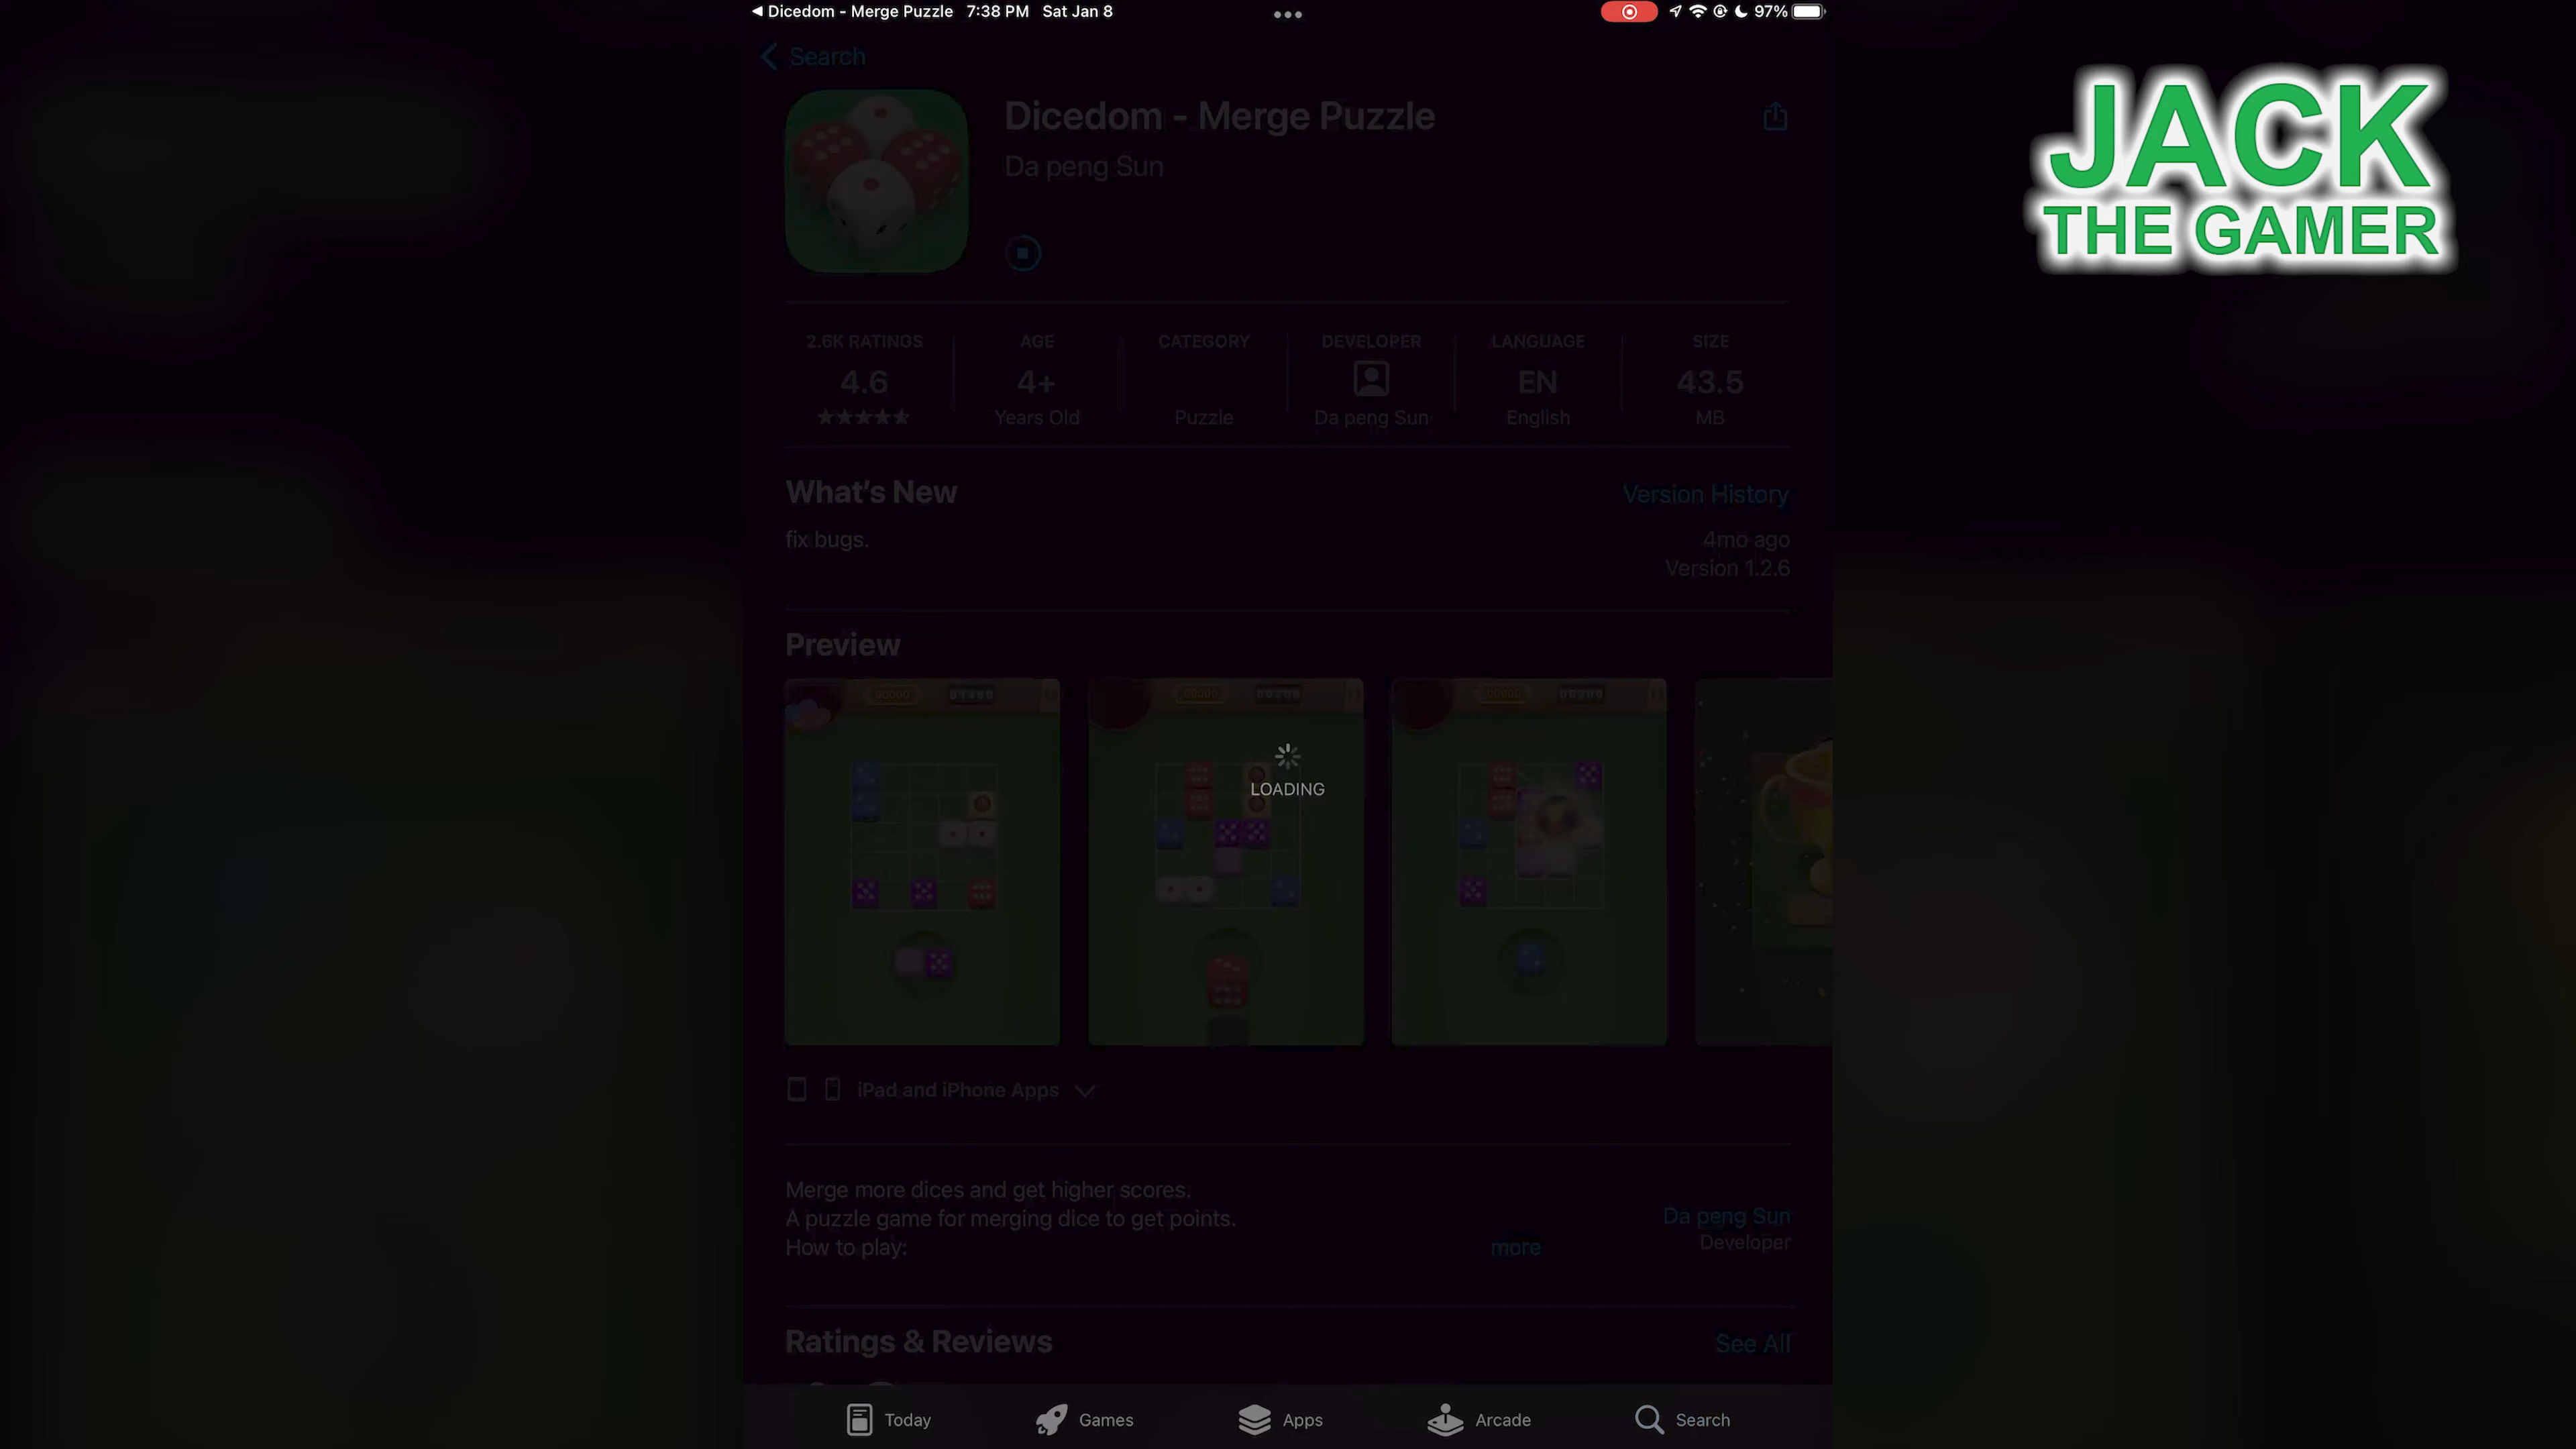 Dicedom - Merge Puzzle 7:38 PM Sat Jan 8
97%
JACK
THE GAMER
Search
Dicedom - Merge Puzzle
Da peng Sun
2.6K RATINGS
4.6
AGE
4+
Years Old
CATEGORY
Puzzle
DEVELOPER
Da peng Sun
LANGUAGE
EN
English
SIZE
43.5
MB
What's New
Version History
fix bugs.
4mo ago
Version 1.2.6
Preview
LOADING
iPad and iPhone Apps
Merge more dices and get higher scores.
A puzzle game for merging dice to get points.
How to play:
more
Da peng Sun
Developer
Ratings & Reviews
See All
Today
Games
Apps
Arcade
Search